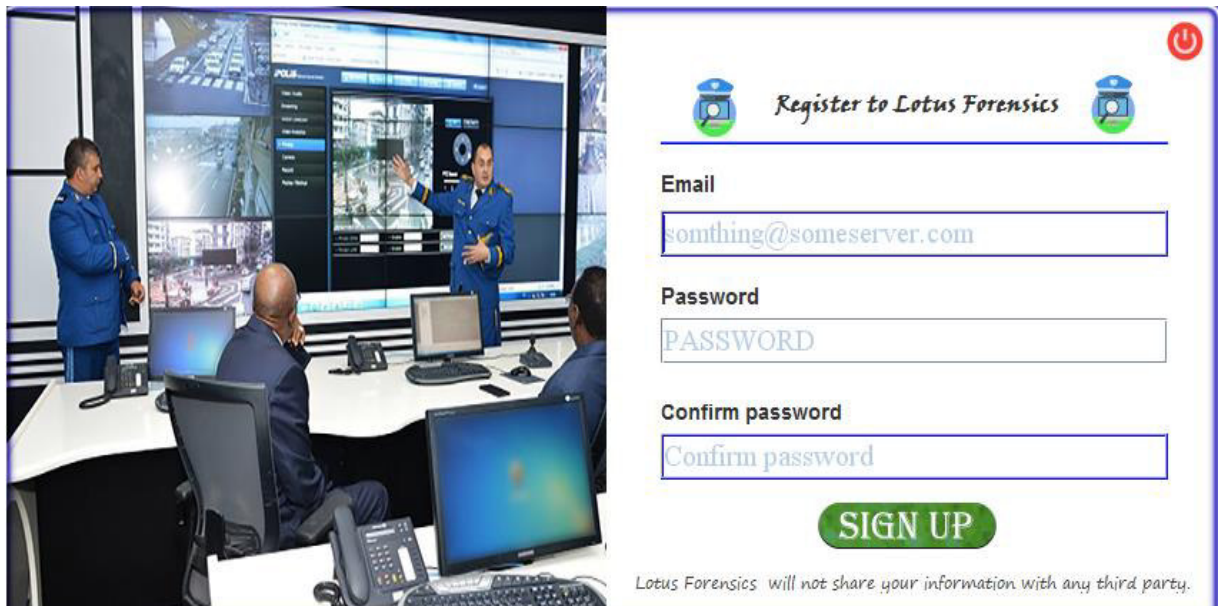 iPOLiS
Register to Lotus Forensics
Email
somthing@someserver.com
Password
PASSWORD
Confirm password
Confirm password
SIGN UP
Lotus Forensics will not share your information with any third party.